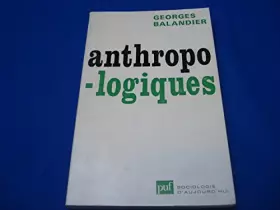 GEORGES
BALANDIER
anthropo
-logiques
puf
SOCIOLOGIE
D'AUJOURD'HUI